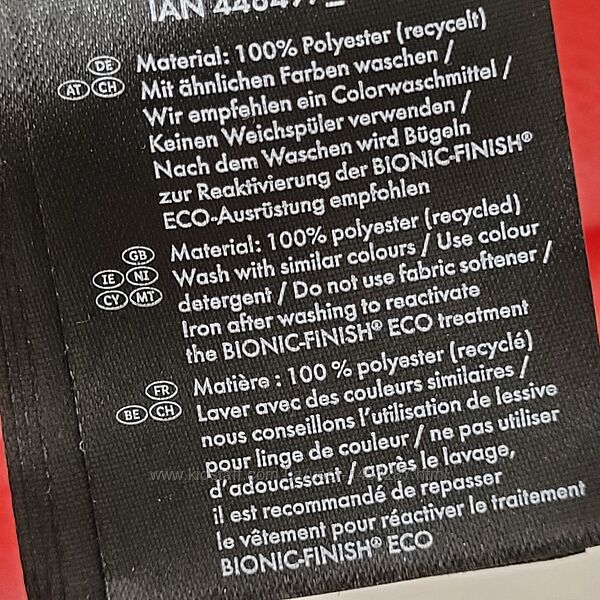 IAN
DE Material: 100% Polyester (recycelt)
AT CH Mit ähnlichen Farben waschen /
Wir empfehlen ein Colorwaschmittel /
Keinen Weichspüler verwenden /
Nach dem Waschen wird Bügeln
zur Reaktivierung der BIONIC-FINISH®
ECO-Ausrüstung empfohlen
GB Material: 100% polyester (recycled)
IE NI Wash with similar colours / Use colour
CY MT detergent / Do not use fabric softener /
Iron after washing to reactivate
the BIONIC-FINISH® ECO treatment
FR Matière : 100 % polyester (recyclé)
BE CH Laver avec des couleurs similaires /
nous conseillons l'utilisation de lessive
pour linge de couleur / ne pas utiliser
d'adoucissant / après le lavage,
il est recommandé de repasser
le vêtement pour réactiver le traitement
BIONIC-FINISH® ECO